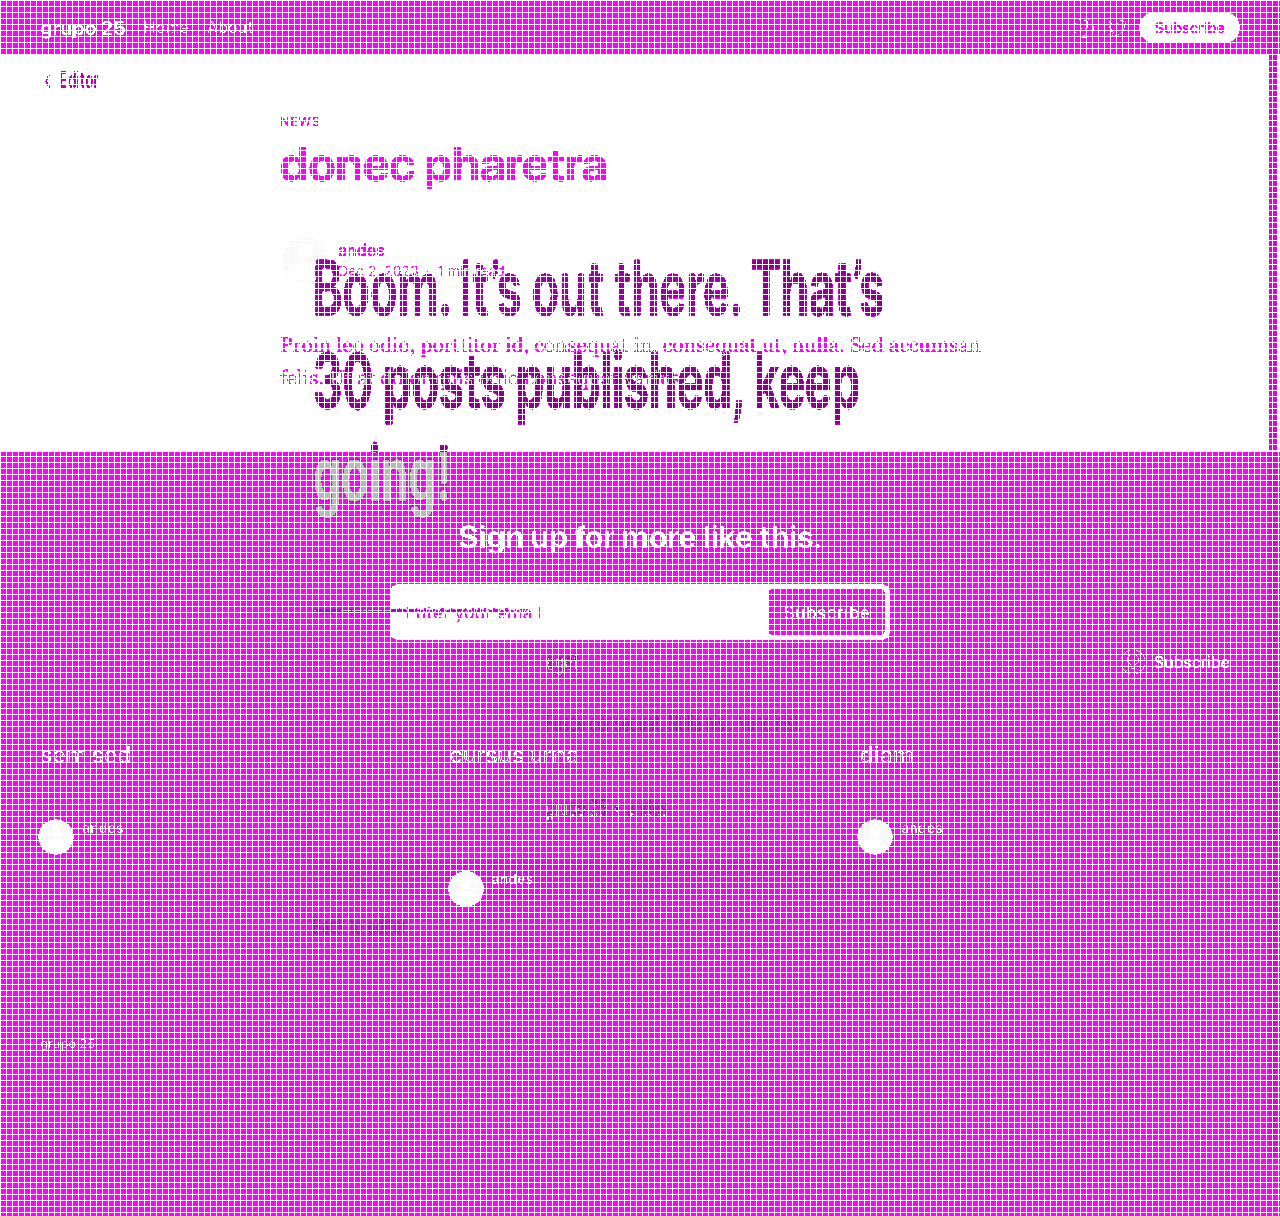 grupo 25 Home About Subscribe
Editor
NEWS
donec pharetra
andes
Dec 2, 2023 1 min read
Boom. It's out there. That's
Proin leo odio, porttitor id, consequat in, consequat ut, nulla. Sed accumsan
felis.
30 posts published, keep
going!
Sign up for more like this.
Enter your email Subscribe
Subscribe
sem sed cursus urna diam
andes andes
andes
grupo 25